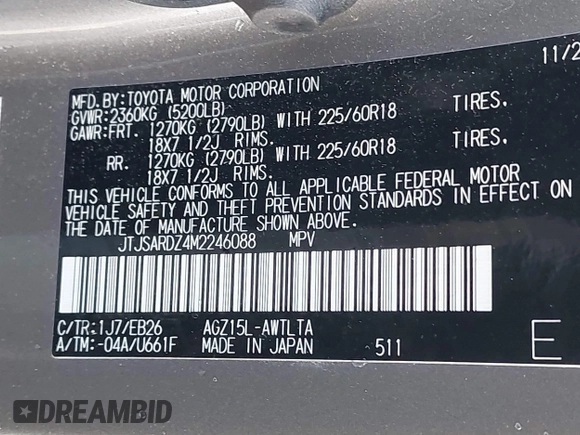 11/2
MFD.BY:TOYOTA MOTOR CORPORATION
GVWR:2360KG (5200LB)
GAWR:FRT. 1270KG (2790LB) WITH 225/60R18 TIRES,
18X7 1/2J RIMS.
RR. 1270KG (2790LB) WITH 225/60R18 TIRES,
18X7 1/2J RIMS.
THIS VEHICLE CONFORMS TO ALL APPLICABLE FEDERAL MOTOR
VEHICLE SAFETY AND THEFT PREVENTION STANDARDS IN EFFECT ON
THE DATE OF MANUFACTURE SHOWN ABOVE.
JTJSARDZ4M2246088 MPV
C/TR:1J7/EB26 AGZ15L-AWTLTA
A/TM:-04A/U661F MADE IN JAPAN 511 E
DREAMBID